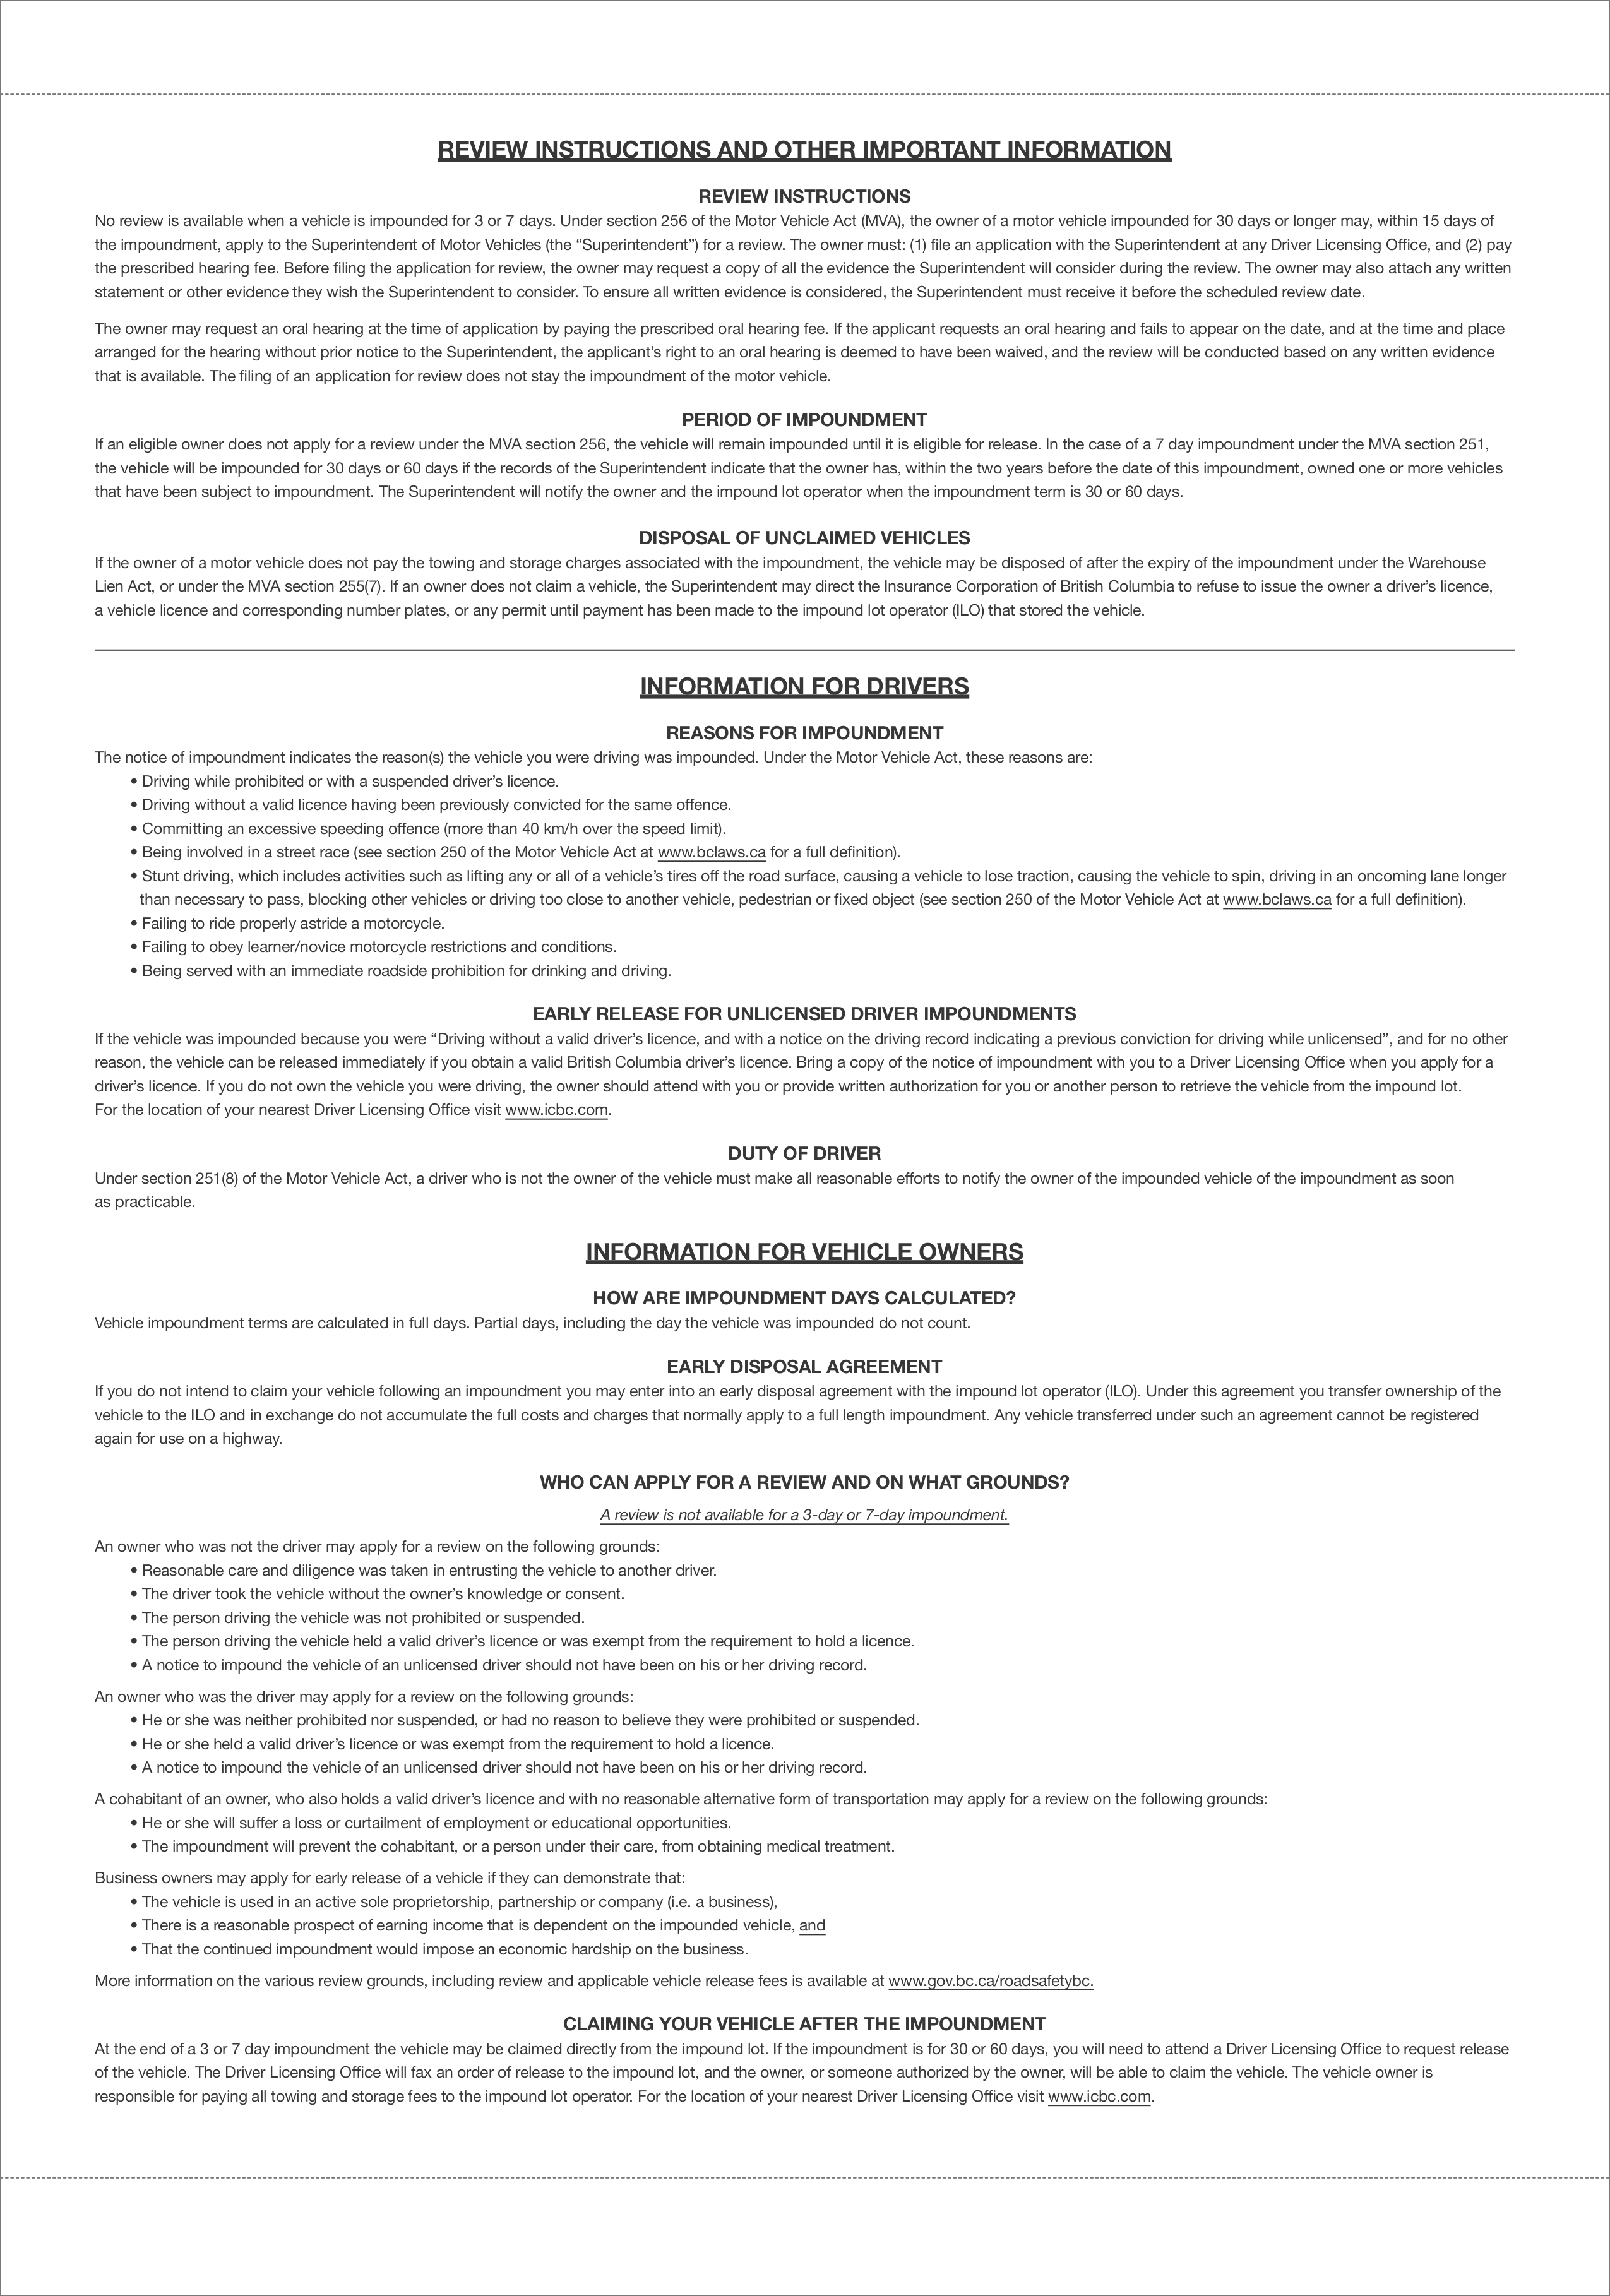 REVIEW INSTRUCTIONS AND OTHER IMPORTANT INFORMATION
REVIEW INSTRUCTIONS
No review is available when a vehicle is impounded for 3 or 7 days. Under section 256 of the Motor Vehicle Act (MVA), the owner of a motor vehicle impounded for 30 days or longer may, within 15 days of
the impoundment, apply to the Superintendent of Motor Vehicles (the “Superintendent”) for a review. The owner must: (1) file an application with the Superintendent at any Driver Licensing Office, and (2) pay
the prescribed hearing fee. Before filing the application for review, the owner may request a copy of all the evidence the Superintendent will consider during the review. The owner may also attach any written
statement or other evidence they wish the Superintendent to consider. To ensure all written evidence is considered, the Superintendent must receive it before the scheduled review date.
The owner may request an oral hearing at the time of application by paying the prescribed oral hearing fee. If the applicant requests an oral hearing and fails to appear on the date, and at the time and place
arranged for the hearing without prior notice to the Superintendent, the applicant’s right to an oral hearing is deemed to have been waived, and the review will be conducted based on any written evidence
that is available. The filing of an application for review does not stay the impoundment of the motor vehicle.
PERIOD OF IMPOUNDMENT
If an eligible owner does not apply for a review under the MVA section 256, the vehicle will remain impounded until it is eligible for release. In the case of a 7 day impoundment under the MVA section 251,
the vehicle will be impounded for 30 days or 60 days if the records of the Superintendent indicate that the owner has, within the two years before the date of this impoundment, owned one or more vehicles
that have been subject to impoundment. The Superintendent will notify the owner and the impound lot operator when the impoundment term is 30 or 60 days.
DISPOSAL OF UNCLAIMED VEHICLES
If the owner of a motor vehicle does not pay the towing and storage charges associated with the impoundment, the vehicle may be disposed of after the expiry of the impoundment under the Warehouse
Lien Act, or under the MVA section 255(7). If an owner does not claim a vehicle, the Superintendent may direct the Insurance Corporation of British Columbia to refuse to issue the owner a driver’s licence,
a vehicle licence and corresponding number plates, or any permit until payment has been made to the impound lot operator (ILO) that stored the vehicle.
INFORMATION FOR DRIVERS
REASONS FOR IMPOUNDMENT
The notice of impoundment indicates the reason(s) the vehicle you were driving was impounded. Under the Motor Vehicle Act, these reasons are:
• Driving while prohibited or with a suspended driver’s licence.
• Driving without a valid licence having been previously convicted for the same offence.
• Committing an excessive speeding offence (more than 40 km/h over the speed limit).
• Being involved in a street race (see section 250 of the Motor Vehicle Act at www.bclaws.ca for a full definition).
• Stunt driving, which includes activities such as lifting any or all of a vehicle’s tires off the road surface, causing a vehicle to lose traction, causing the vehicle to spin, driving in an oncoming lane longer
than necessary to pass, blocking other vehicles or driving too close to another vehicle, pedestrian or fixed object (see section 250 of the Motor Vehicle Act at www.bclaws.ca for a full definition).
• Failing to ride properly astride a motorcycle.
• Failing to obey learner/novice motorcycle restrictions and conditions.
• Being served with an immediate roadside prohibition for drinking and driving.
EARLY RELEASE FOR UNLICENSED DRIVER IMPOUNDMENTS
If the vehicle was impounded because you were “Driving without a valid driver’s licence, and with a notice on the driving record indicating a previous conviction for driving while unlicensed”, and for no other
reason, the vehicle can be released immediately if you obtain a valid British Columbia driver’s licence. Bring a copy of the notice of impoundment with you to a Driver Licensing Office when you apply for a
driver’s licence. If you do not own the vehicle you were driving, the owner should attend with you or provide written authorization for you or another person to retrieve the vehicle from the impound lot.
For the location of your nearest Driver Licensing Office visit www.icbc.com.
DUTY OF DRIVER
Under section 251(8) of the Motor Vehicle Act, a driver who is not the owner of the vehicle must make all reasonable efforts to notify the owner of the impounded vehicle of the impoundment as soon
as practicable.
INFORMATION FOR VEHICLE OWNERS
HOW ARE IMPOUNDMENT DAYS CALCULATED?
Vehicle impoundment terms are calculated in full days. Partial days, including the day the vehicle was impounded do not count.
EARLY DISPOSAL AGREEMENT
If you do not intend to claim your vehicle following an impoundment you may enter into an early disposal agreement with the impound lot operator (ILO). Under this agreement you transfer ownership of the
vehicle to the ILO and in exchange do not accumulate the full costs and charges that normally apply to a full length impoundment. Any vehicle transferred under such an agreement cannot be registered
again for use on a highway.
WHO CAN APPLY FOR A REVIEW AND ON WHAT GROUNDS?
A review is not available for a 3-day or 7-day impoundment.
An owner who was not the driver may apply for a review on the following grounds:
• Reasonable care and diligence was taken in entrusting the vehicle to another driver.
• The driver took the vehicle without the owner’s knowledge or consent.
• The person driving the vehicle was not prohibited or suspended.
• The person driving the vehicle held a valid driver’s licence or was exempt from the requirement to hold a licence.
• A notice to impound the vehicle of an unlicensed driver should not have been on his or her driving record.
An owner who was the driver may apply for a review on the following grounds:
• He or she was neither prohibited nor suspended, or had no reason to believe they were prohibited or suspended.
• He or she held a valid driver’s licence or was exempt from the requirement to hold a licence.
• A notice to impound the vehicle of an unlicensed driver should not have been on his or her driving record.
A cohabitant of an owner, who also holds a valid driver’s licence and with no reasonable alternative form of transportation may apply for a review on the following grounds:
• He or she will suffer a loss or curtailment of employment or educational opportunities.
• The impoundment will prevent the cohabitant, or a person under their care, from obtaining medical treatment.
Business owners may apply for early release of a vehicle if they can demonstrate that:
• The vehicle is used in an active sole proprietorship, partnership or company (i.e. a business),
• There is a reasonable prospect of earning income that is dependent on the impounded vehicle, and
• That the continued impoundment would impose an economic hardship on the business.
More information on the various review grounds, including review and applicable vehicle release fees is available at www.gov.bc.ca/roadsafetybc.
CLAIMING YOUR VEHICLE AFTER THE IMPOUNDMENT
At the end of a 3 or 7 day impoundment the vehicle may be claimed directly from the impound lot. If the impoundment is for 30 or 60 days, you will need to attend a Driver Licensing Office to request release
of the vehicle. The Driver Licensing Office will fax an order of release to the impound lot, and the owner, or someone authorized by the owner, will be able to claim the vehicle. The vehicle owner is
responsible for paying all towing and storage fees to the impound lot operator. For the location of your nearest Driver Licensing Office visit www.icbc.com.